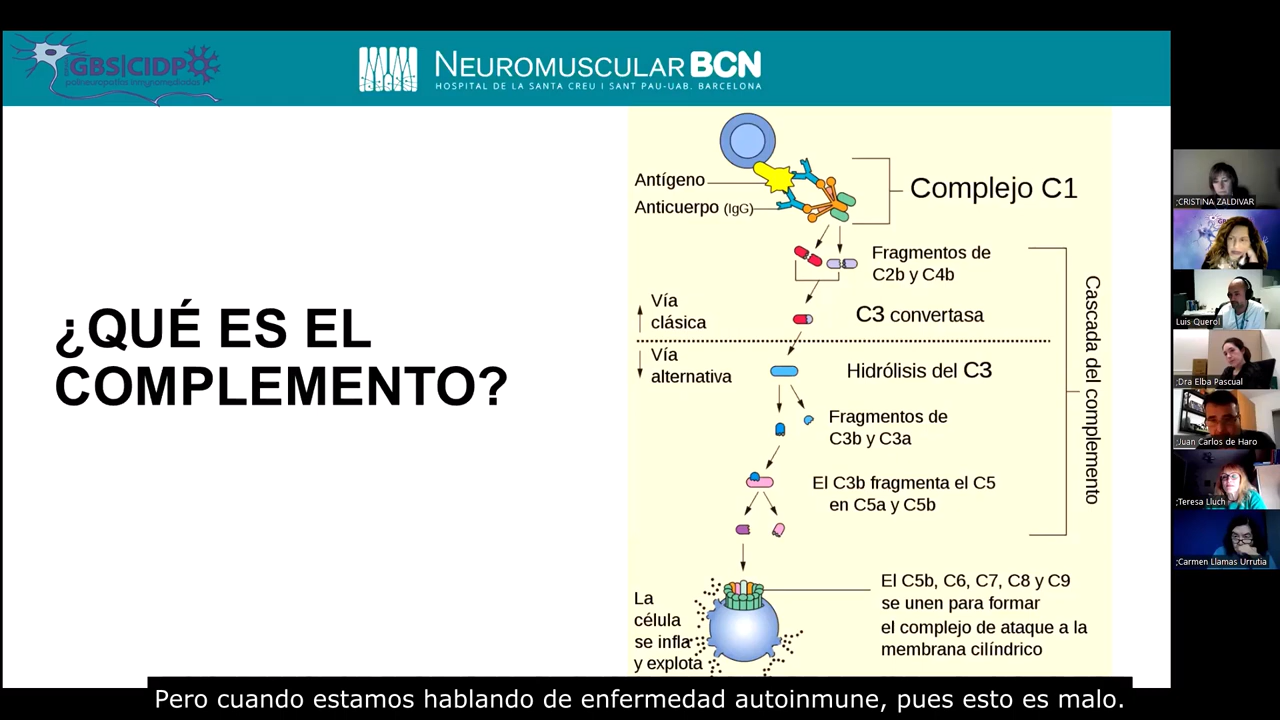 GBS|CIDP
NEUROMUSCULAR BCN
HOSPITAL DE LA SANTA CREU I SANT PAU-UAB. BARCELONA
¿QUÉ ES EL
COMPLEMENTO?
Antígeno
Anticuerpo (IgG)
Complejo C1
Fragmentos de
C2b y C4b
Vía
clásica
C3 convertasa
Vía
alternativa
Hidrólisis del C3
Fragmentos de
C3b y C3a
El C3b fragmenta el C5
en C5a y C5b
Cascada del complemento
La
célula
se infla
y explota
El C5b, C6, C7, C8 y C9
se unen para formar
el complejo de ataque a la
membrana cilíndrico
;CRISTINA ZALDIVAR
Luis Querol
;Dra Elba Pascual
;Juan Carlos de Haro
;Teresa Lluch
;Carmen Llamas Urrutia
Pero cuando estamos hablando de enfermedad autoinmune, pues esto es malo.